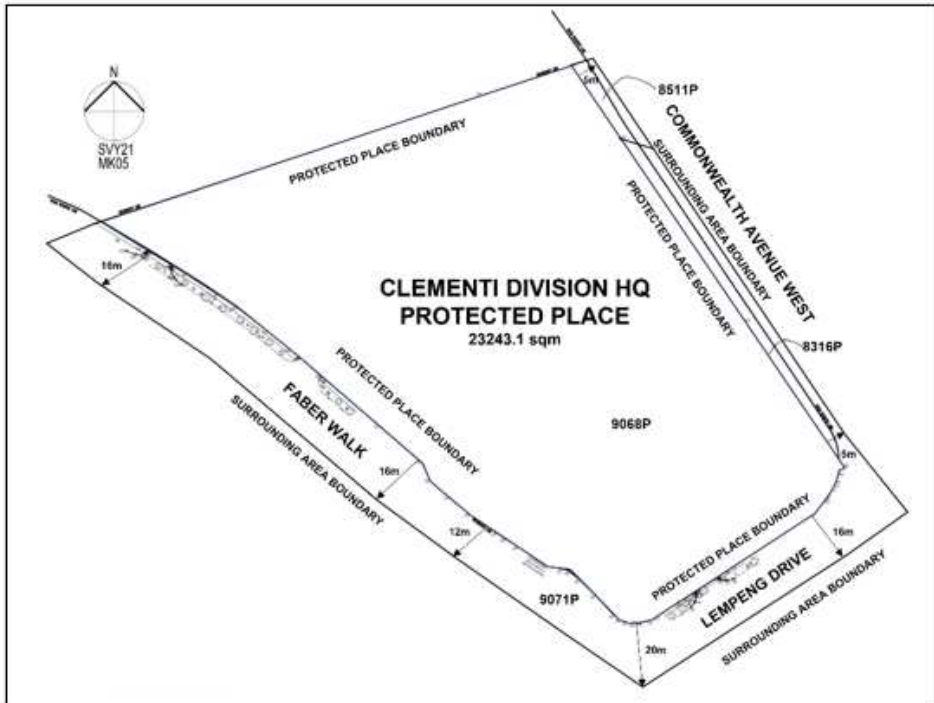 N
SVY21
MK05
5m
8511P
COMMONWEALTH AVENUE WEST
SURROUNDING AREA BOUNDARY
PROTECTED PLACE BOUNDARY
PROTECTED PLACE BOUNDARY
16m
CLEMENTI DIVISION HQ
PROTECTED PLACE
23243.1 sqm
8316P
PROTECTED PLACE BOUNDARY
FABER WALK
SURROUNDING AREA BOUNDARY
9068P
16m
5m
12m
PROTECTED PLACE BOUNDARY
16m
LEMPENG DRIVE
9071P
SURROUNDING AREA BOUNDARY
20m